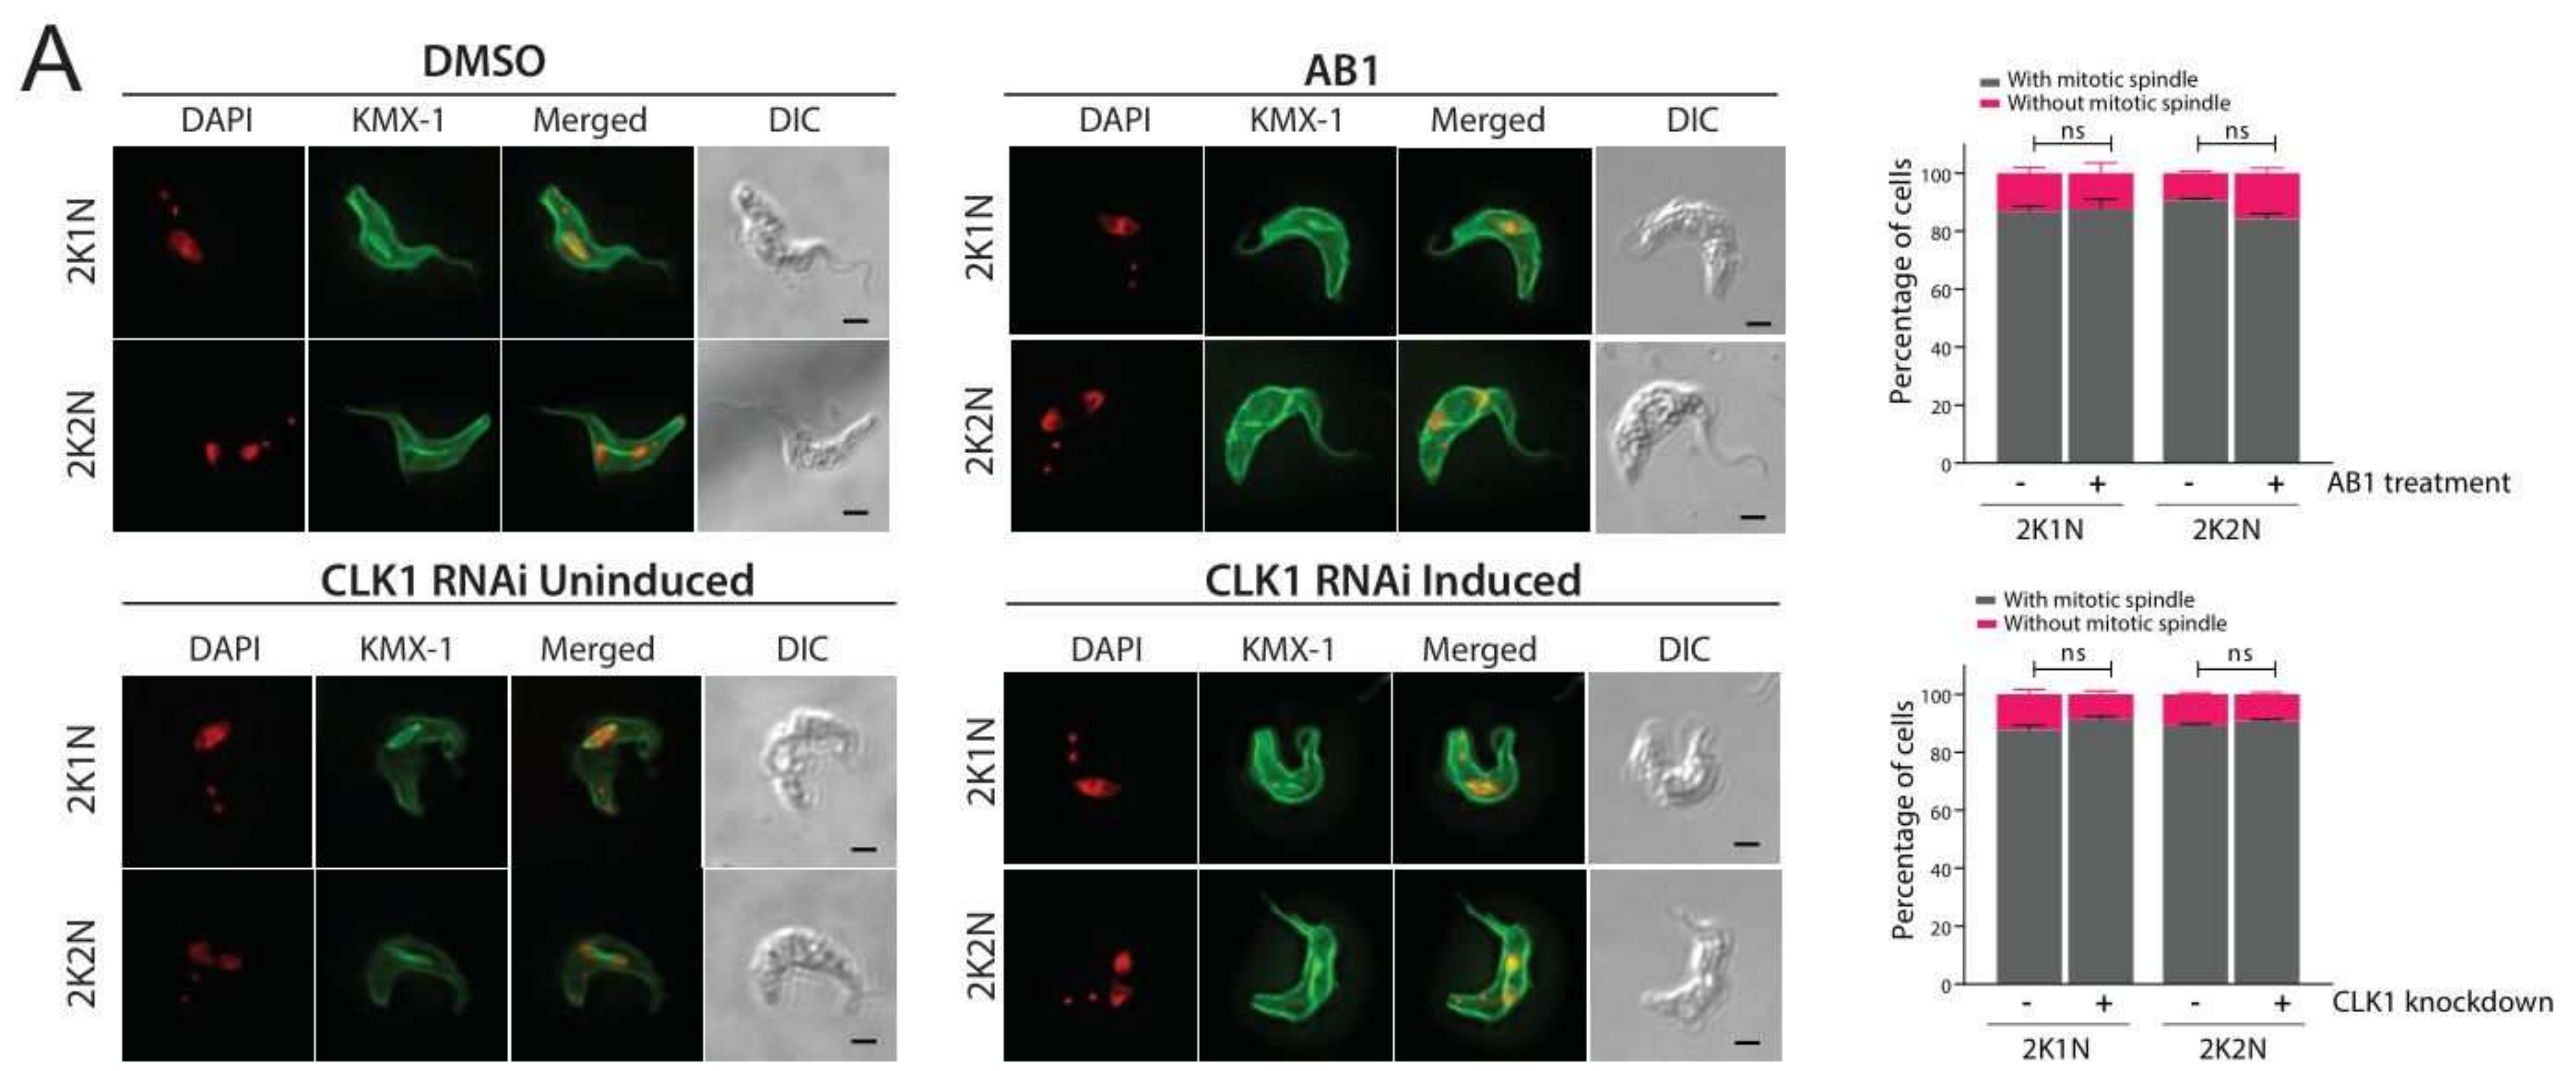 A
DMSO
DAPI KMX-1 Merged DIC
2K1N
2K2N
AB1
DAPI KMX-1 Merged DIC
2K1N
2K2N
With mitotic spindle
Without mitotic spindle
ns ns
Percentage of cells
100
80
60
40
20
0
- + - + AB1 treatment
2K1N 2K2N
CLK1 RNAi Uninduced
DAPI KMX-1 Merged DIC
2K1N
2K2N
CLK1 RNAi Induced
DAPI KMX-1 Merged DIC
2K1N
2K2N
With mitotic spindle
Without mitotic spindle
ns ns
Percentage of cells
100
80
60
40
20
0
- + - + CLK1 knockdown
2K1N 2K2N